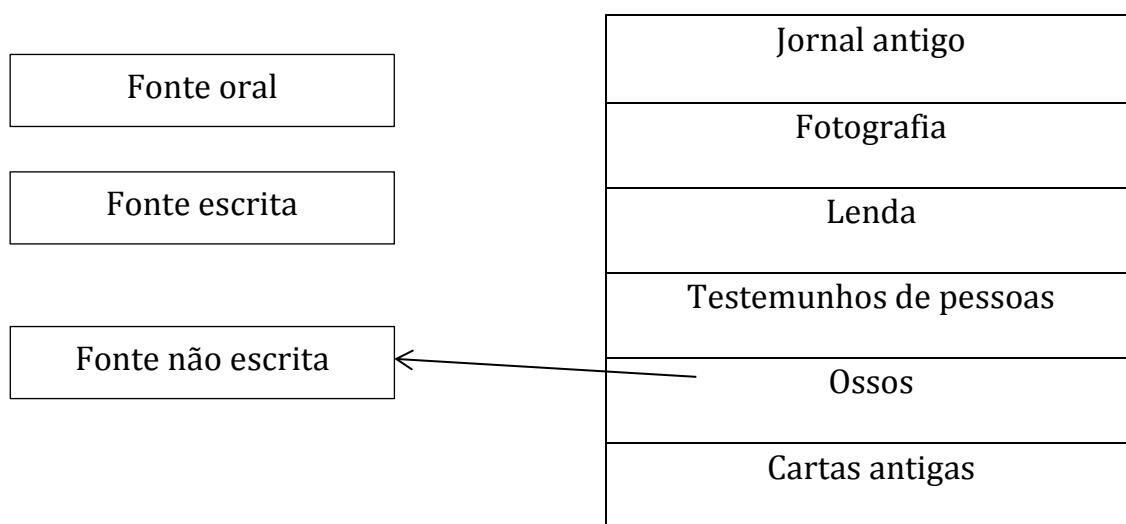 Fonte oral
Fonte escrita
Fonte não escrita
Jornal antigo
Fotografia
Lenda
Testemunhos de pessoas
Ossos
Cartas antigas